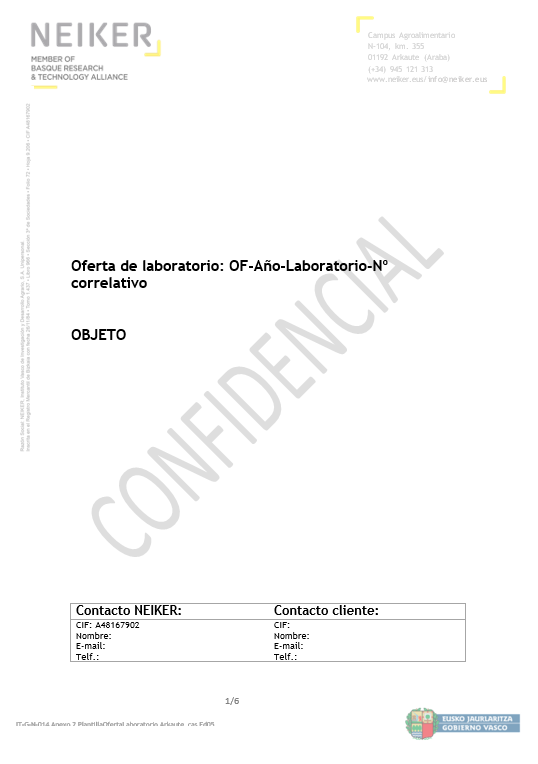 NEIKER
MEMBER OF
BASQUE RESEARCH
& TECHNOLOGY ALLIANCE
Campus Agroalimentario
N-104, km. 355
01192 Arkaute (Araba)
(+34) 945 121 313
www.neiker.eus/info@neiker.eus
Oferta de laboratorio: OF-Año-Laboratorio-Nº
correlativo
OBJETO
CONFIDENCIAL
Contacto NEIKER:
Contacto cliente:
CIF: A48167902
CIF:
Nombre:
Nombre:
E-mail:
E-mail:
Telf.:
Telf.:
1/6
EUSKO JAURLARITZA
GOBIERNO VASCO